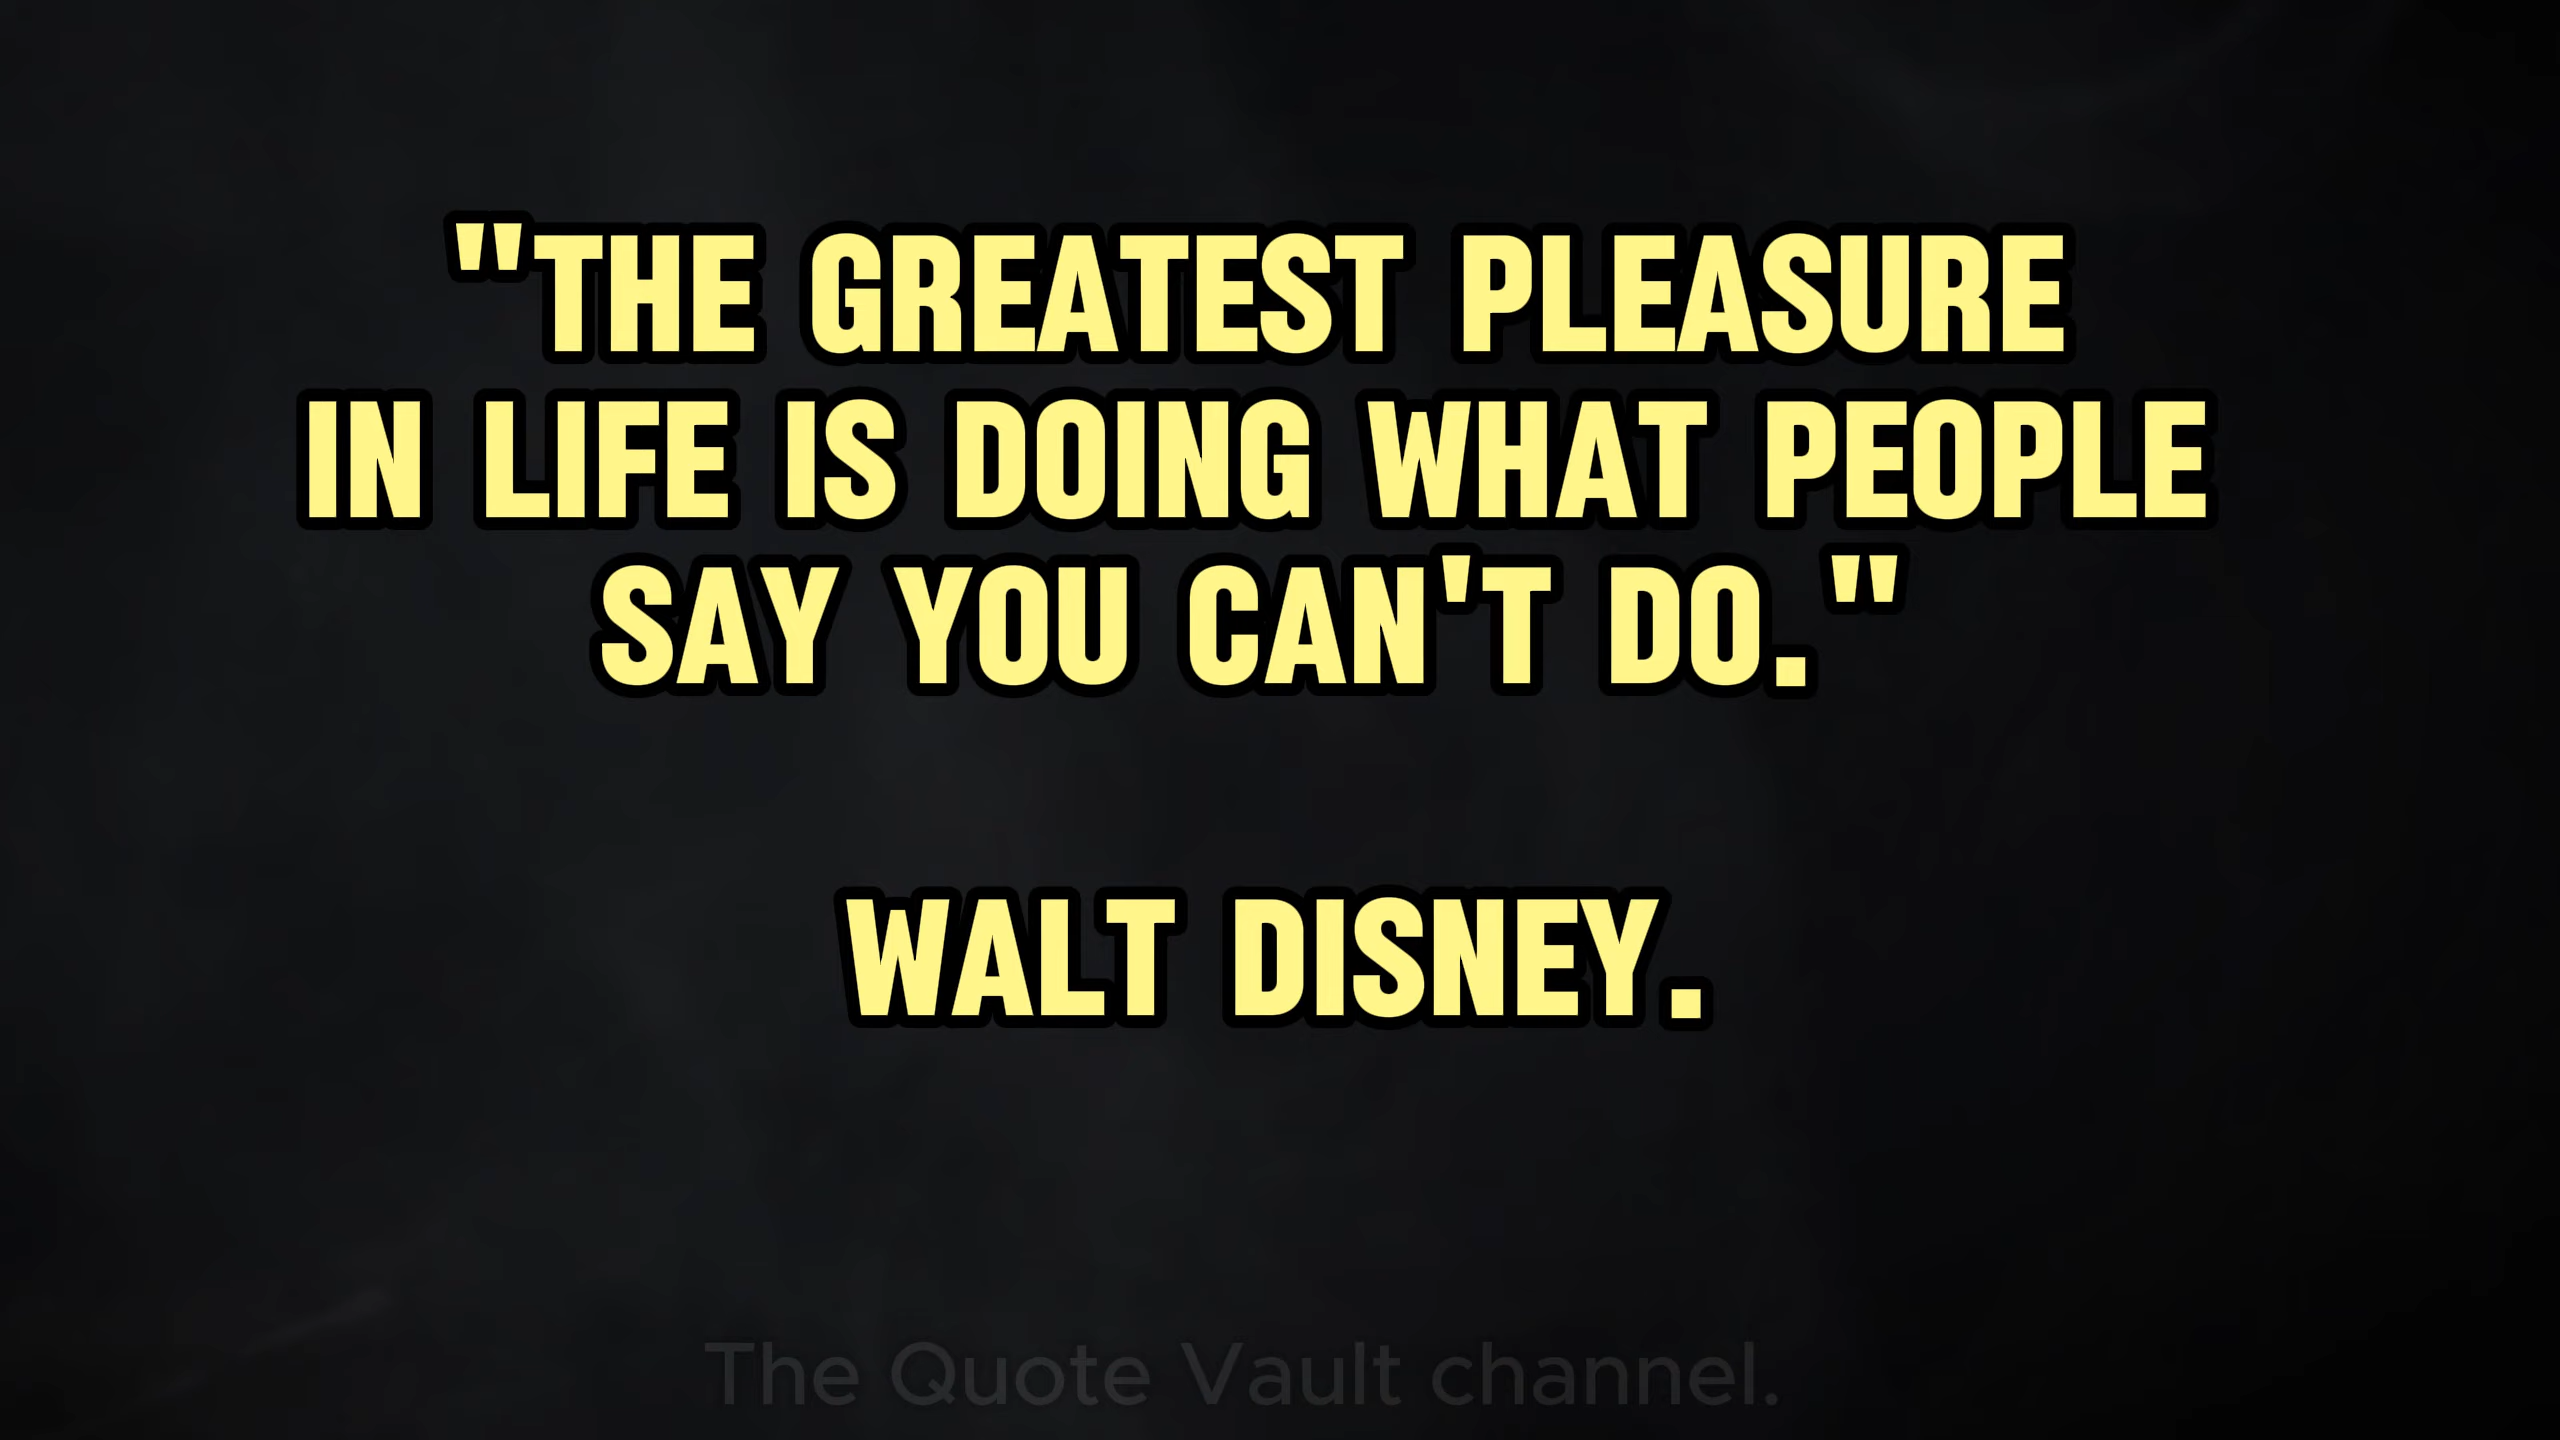 "THE GREATEST PLEASURE
IN LIFE IS DOING WHAT PEOPLE
SAY YOU CAN'T DO."
WALT DISNEY.
The Quote Vault channel.